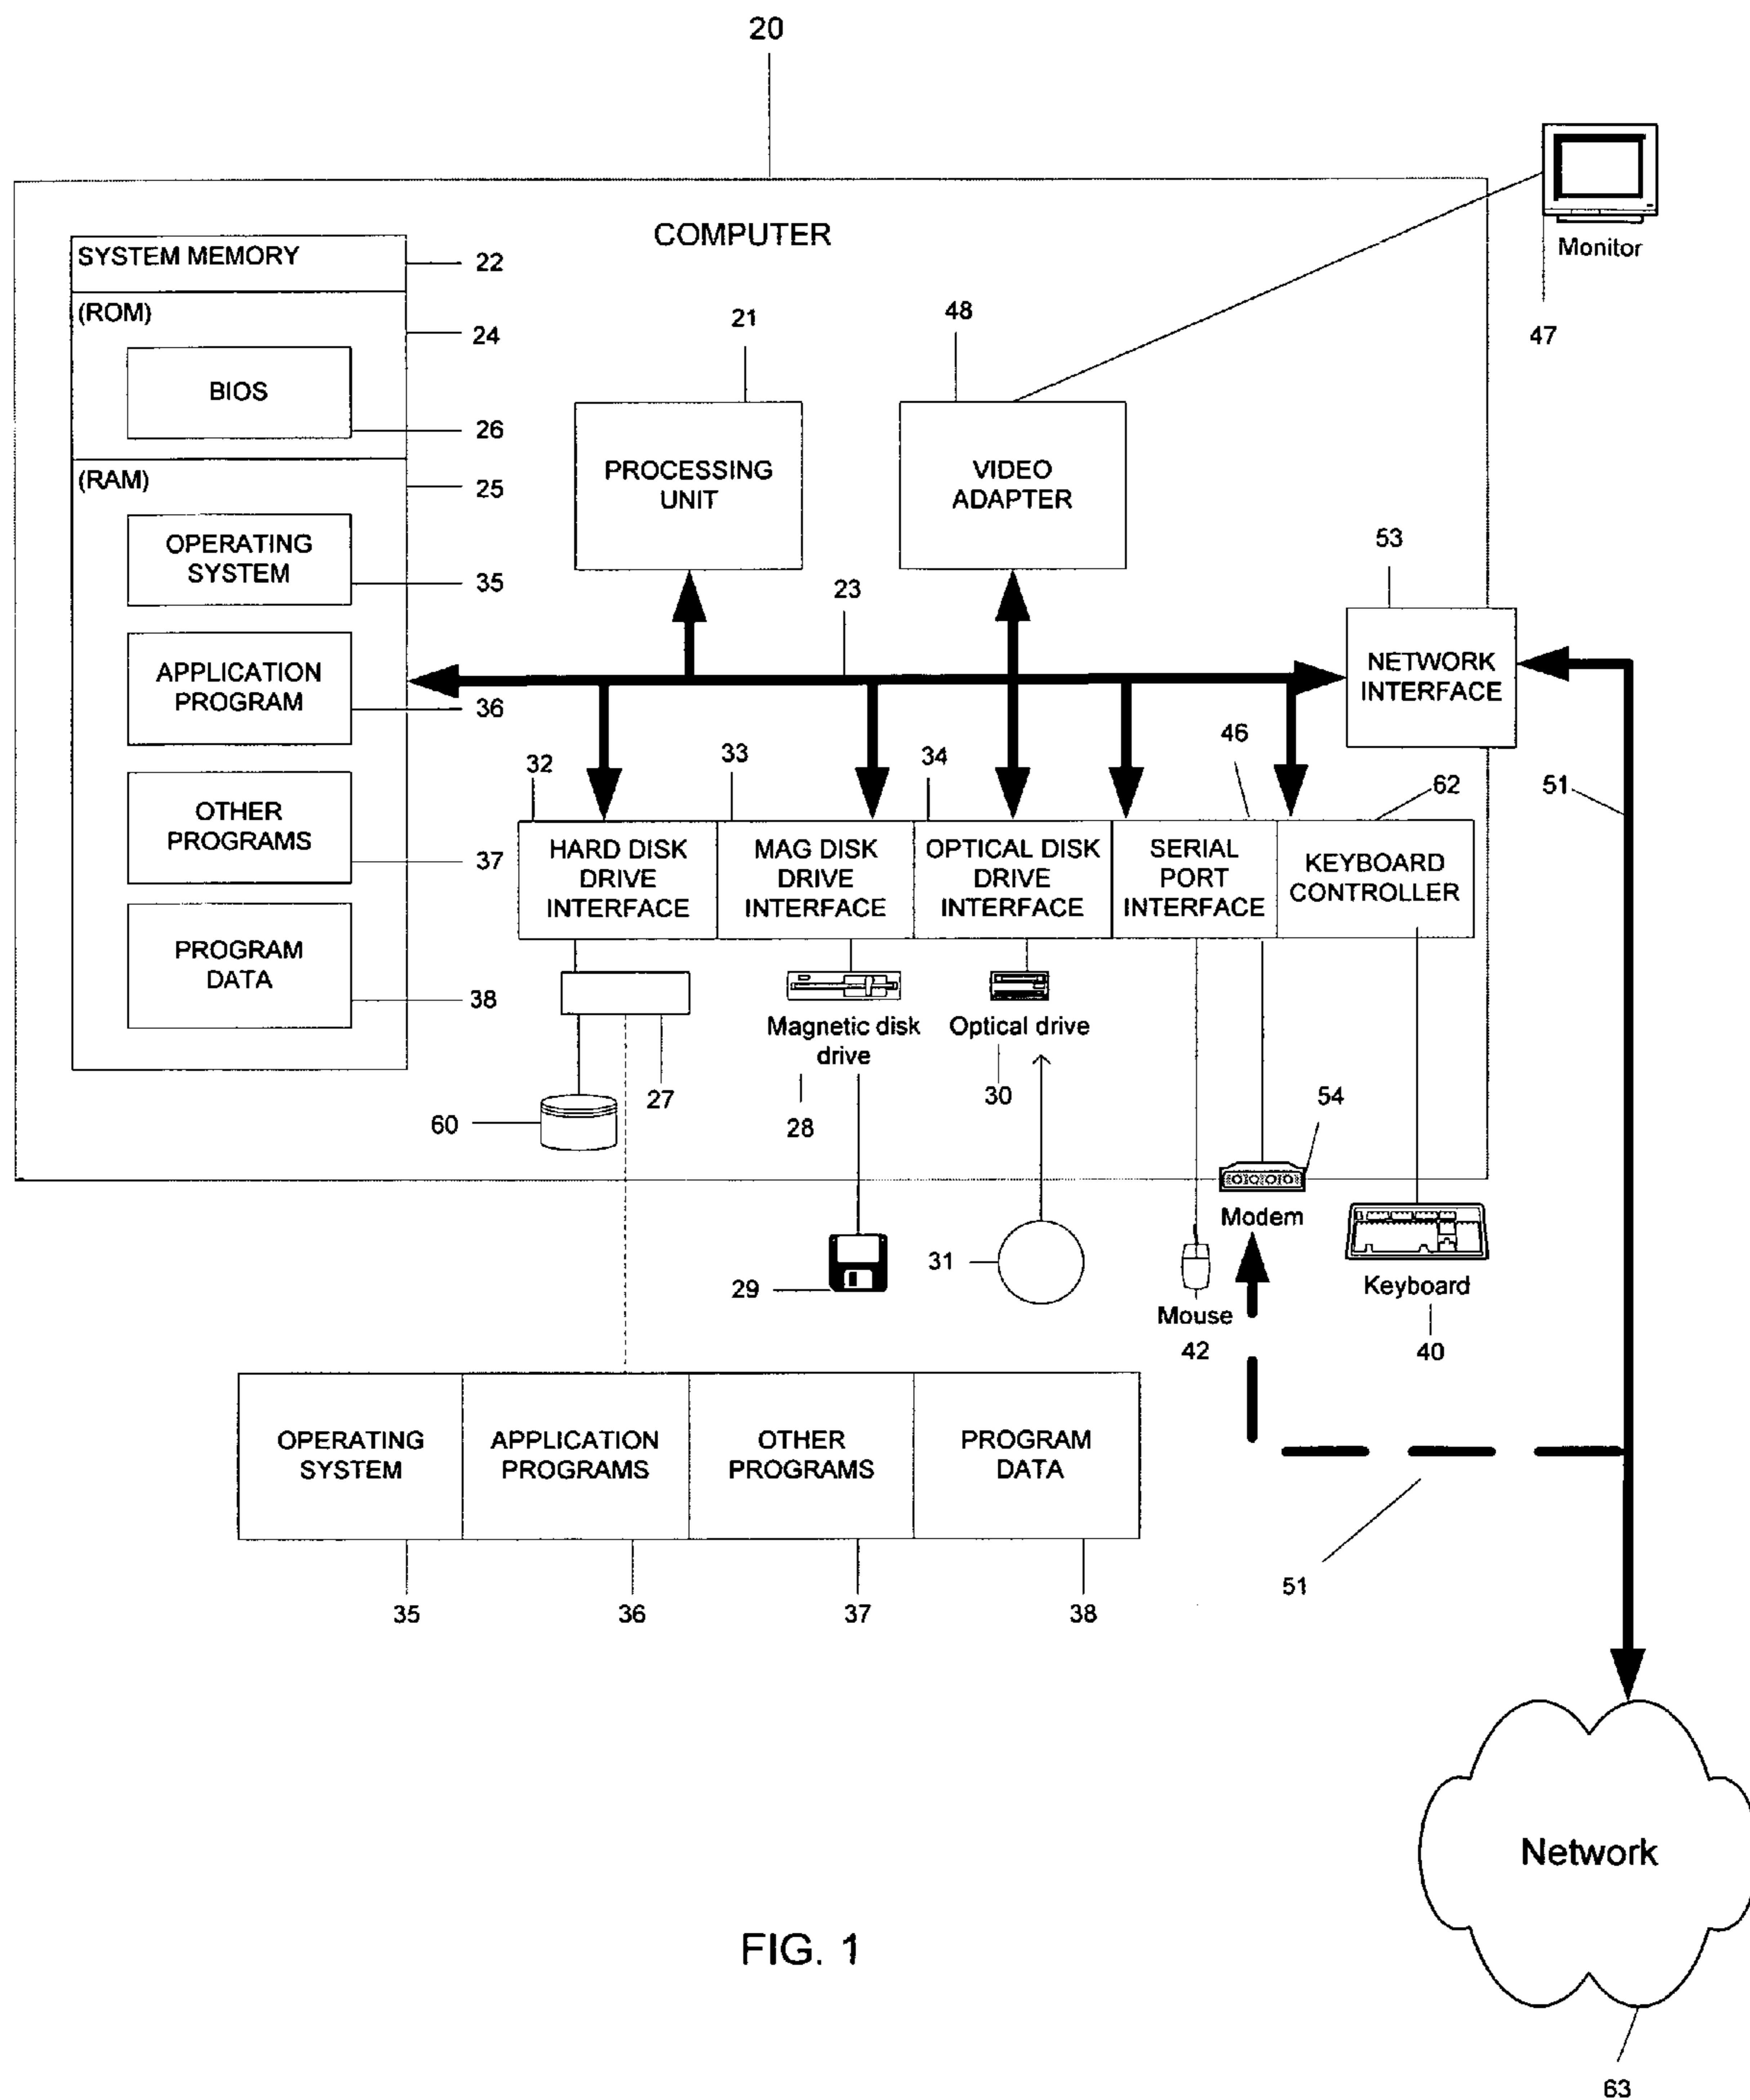 20
COMPUTER
Monitor
47
SYSTEM MEMORY
22
(ROM)
24
BIOS
26
(RAM)
25
OPERATING
SYSTEM
35
APPLICATION
PROGRAM
36
OTHER
PROGRAMS
37
PROGRAM
DATA
38
21
PROCESSING
UNIT
48
VIDEO
ADAPTER
23
53
NETWORK
INTERFACE
51
32
HARD DISK
DRIVE
INTERFACE
33
MAG DISK
DRIVE
INTERFACE
34
OPTICAL DISK
DRIVE
INTERFACE
46
SERIAL
PORT
INTERFACE
62
KEYBOARD
CONTROLLER
27
60
Magnetic disk
drive
28
Optical drive
30
54
Modem
29
31
Mouse
42
Keyboard
40
OPERATING
SYSTEM
APPLICATION
PROGRAMS
OTHER
PROGRAMS
PROGRAM
DATA
35
36
37
38
51
Network
63
FIG. 1